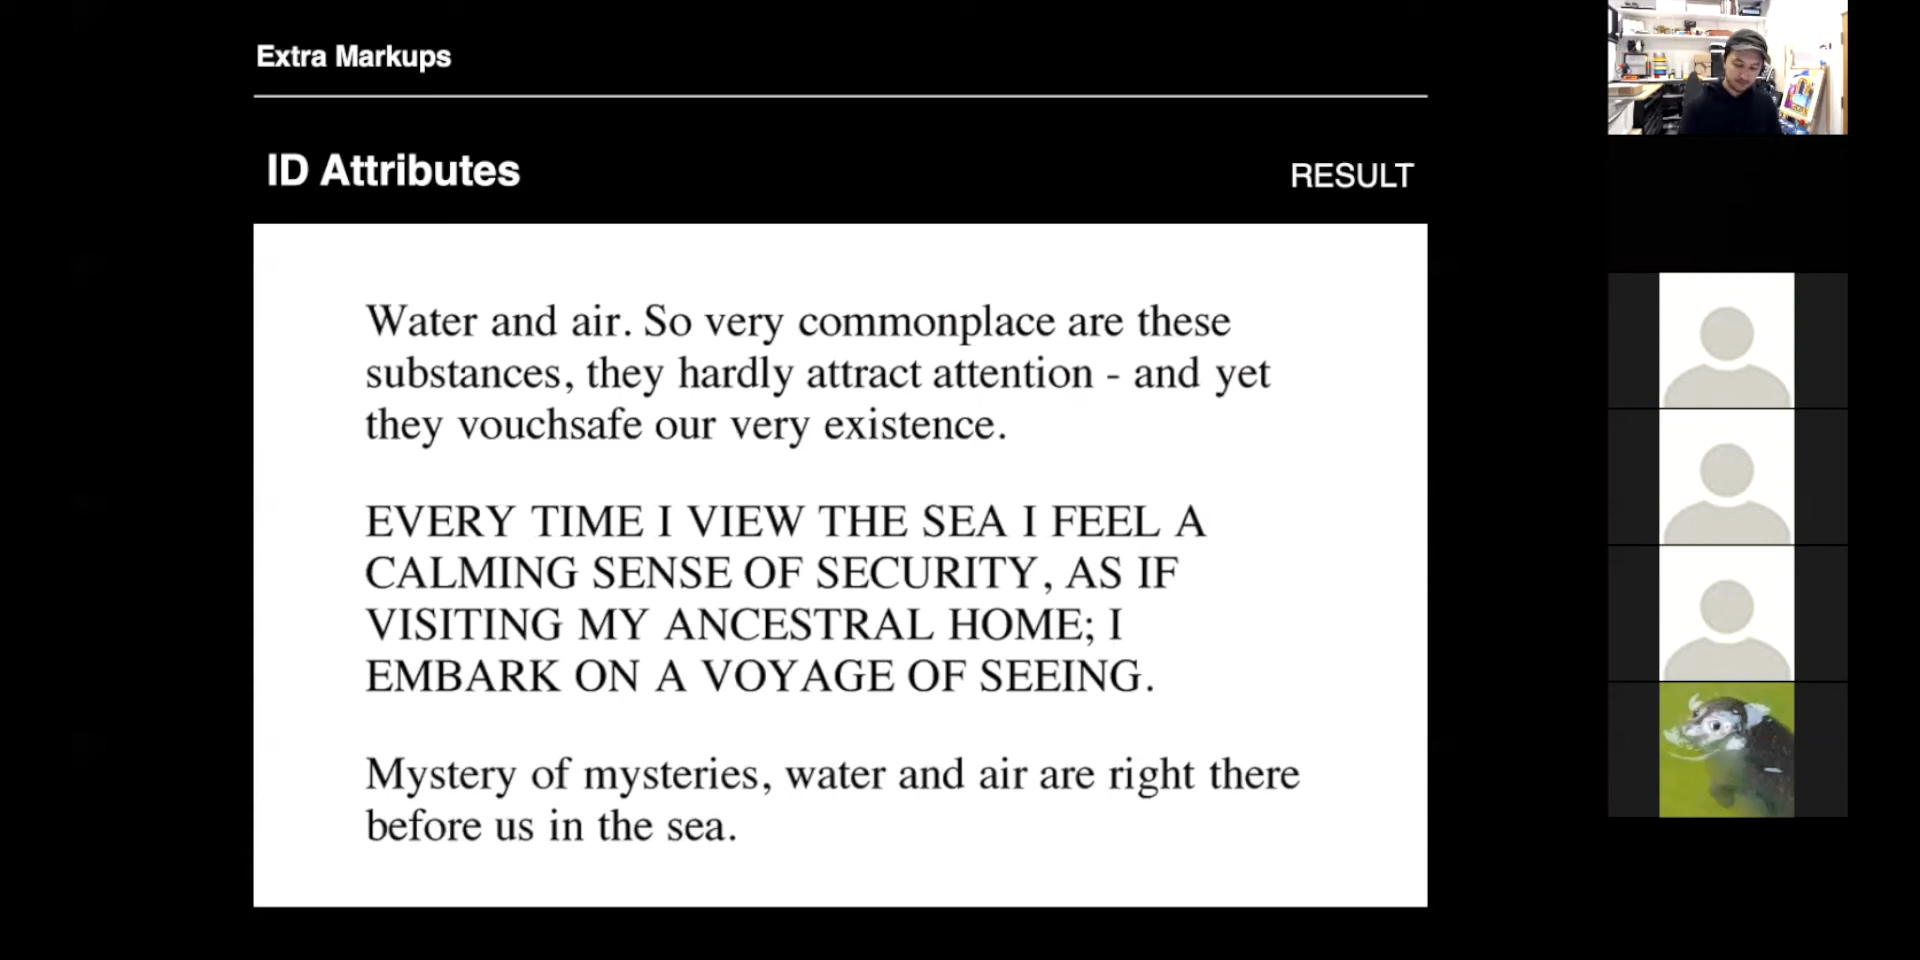 Extra Markups
ID Attributes
RESULT
Water and air. So very commonplace are these
substances, they hardly attract attention - and yet
they vouchsafe our very existence.
EVERY TIME I VIEW THE SEA I FEEL A
CALMING SENSE OF SECURITY, AS IF
VISITING MY ANCESTRAL HOME; I
EMBARK ON A VOYAGE OF SEEING.
Mystery of mysteries, water and air are right there
before us in the sea.